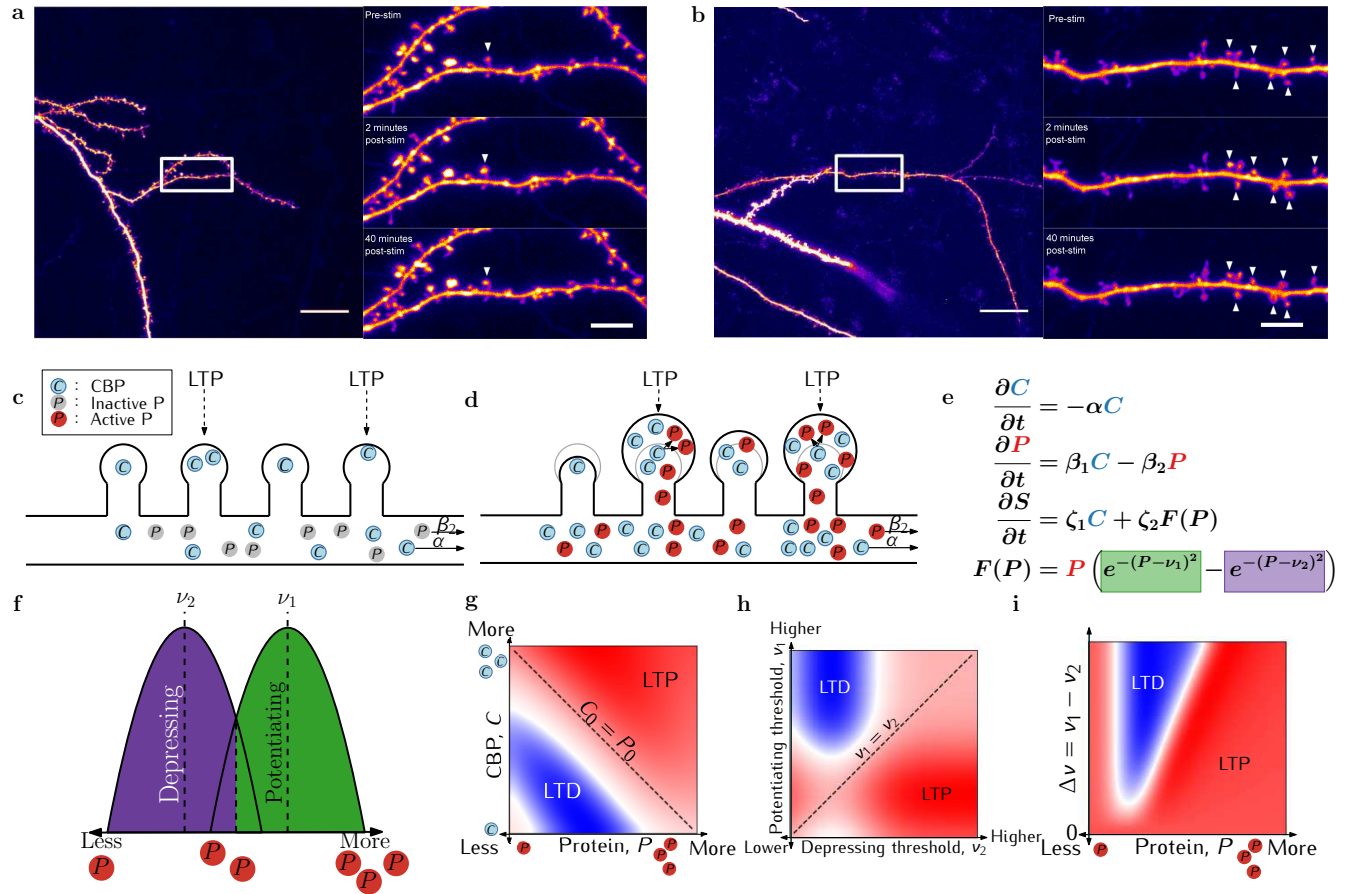 a
Pre-stim
2 minutes
post-stim
40 minutes
post-stim
b
Pre-stim
2 minutes
post-stim
40 minutes
post-stim
c
C : CBP
P : Inactive P
P : Active P
LTP
LTP
C
C
C
C
C
C
P
P
C
P
C
P
C
P
C
P
P
P
C
β₂
α
d
LTP
LTP
β₂
α
e
∂C/∂t = −αC
∂P/∂t = β₁C − β₂P
∂S/∂t = ζ₁C + ζ₂F(P)
F(P) = P (e^{−(P−ν₁)²} − e^{−(P−ν₂)²})
f
ν₂
ν₁
Depressing
Potentiating
Less
More
P
P
P
P
P
P
g
More
C
C
C
CBP, C
LTP
C₀ = P₀
LTD
C
Less
P
Protein, P
P
P
P
More
h
Higher
Potentiating threshold, ν₁
LTD
ν₁ = ν₂
LTP
Lower
Depressing threshold, ν₂
Higher
i
Δν = ν₁ − ν₂
LTD
LTP
0
Less
P
Protein, P
P
P
P
More